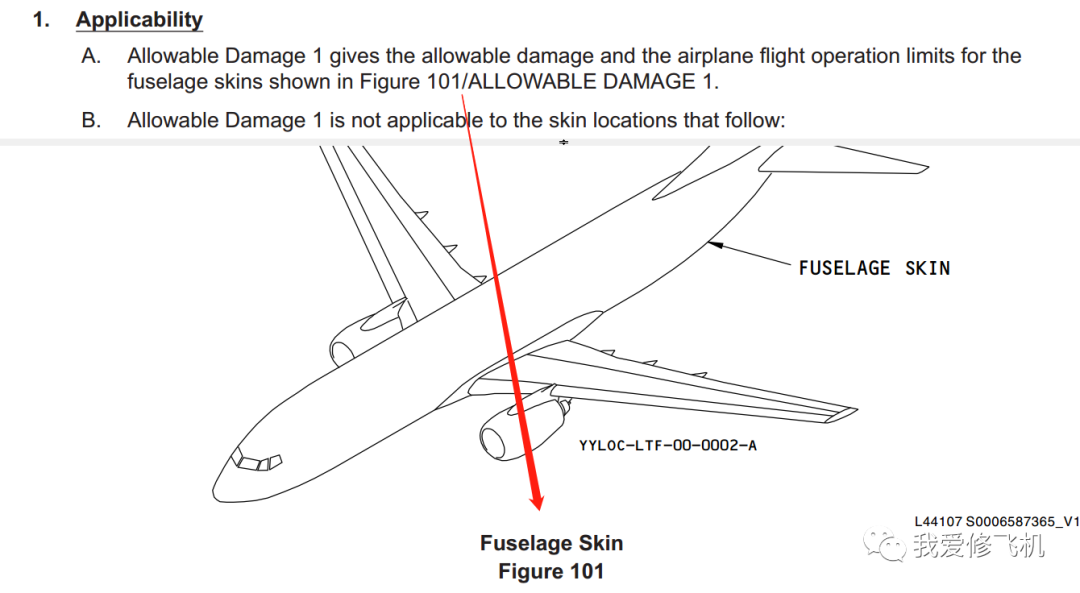 1. Applicability
A. Allowable Damage 1 gives the allowable damage and the airplane flight operation limits for the
fuselage skins shown in Figure 101/ALLOWABLE DAMAGE 1.
B. Allowable Damage 1 is not applicable to the skin locations that follow:
FUSELAGE SKIN
YYLOC-LTF-00-0002-A
L44107 S0006587365_V1
我爱修飞机
Fuselage Skin
Figure 101